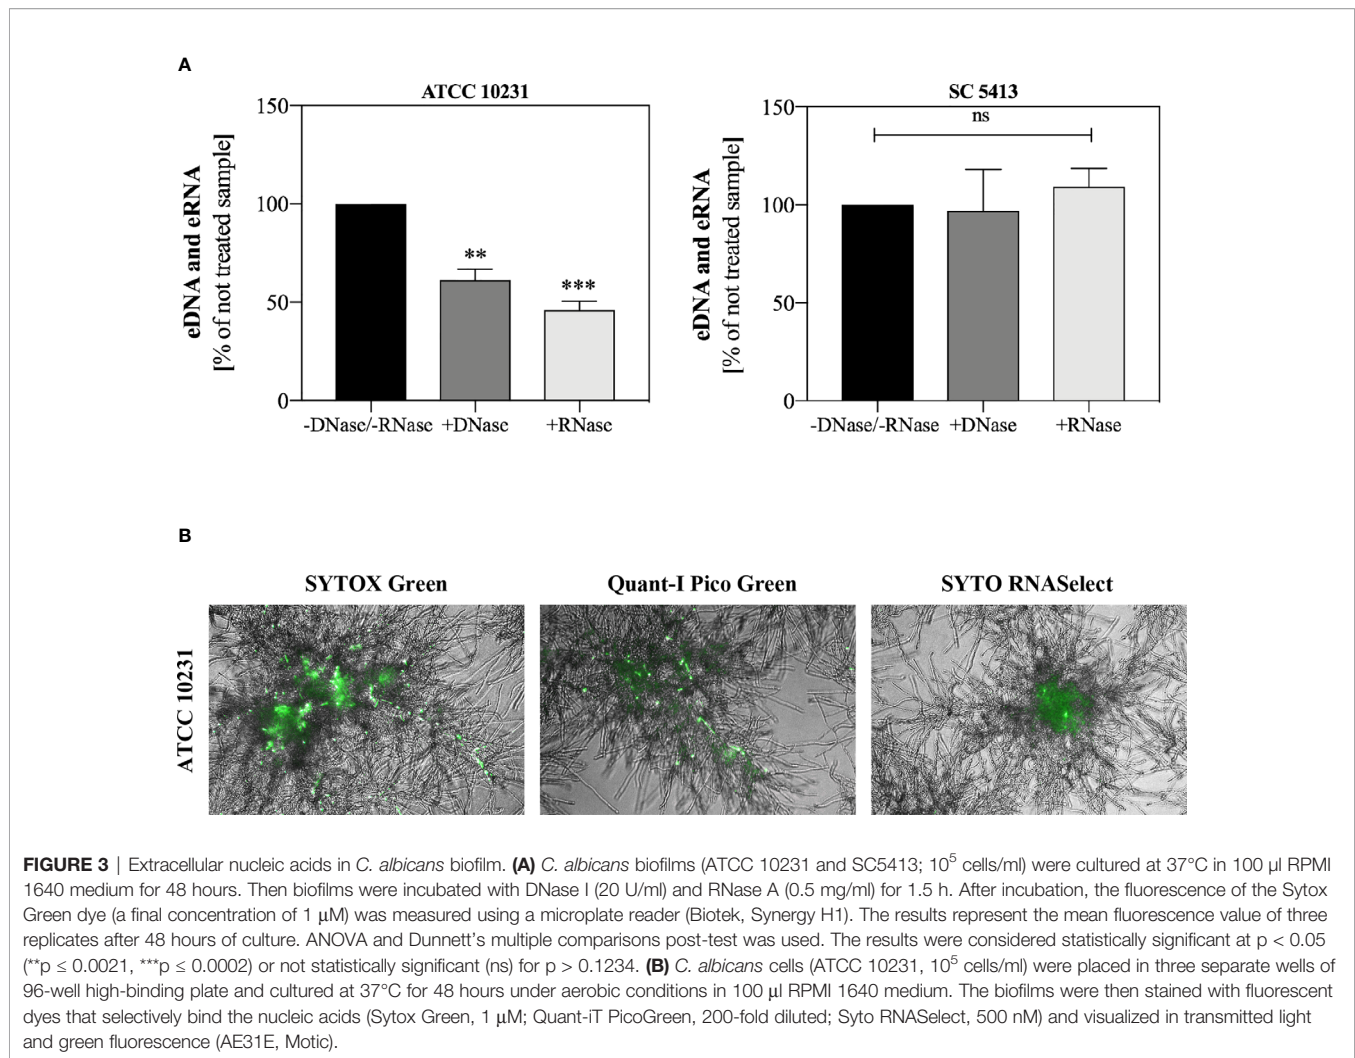 A
ATCC 10231
150
100
50
0
eDNA and eRNA
[% of not treated sample]
**
***
-DNase/-RNase +DNase +RNase
SC 5413
150
100
50
0
eDNA and eRNA
[% of not treated sample]
ns
-DNase/-RNase +DNase +RNase
B
SYTOX Green
Quant-I Pico Green
SYTO RNASelect
ATCC 10231
FIGURE 3 | Extracellular nucleic acids in C. albicans biofilm. (A) C. albicans biofilms (ATCC 10231 and SC5413; 10⁵ cells/ml) were cultured at 37°C in 100 µl RPMI
1640 medium for 48 hours. Then biofilms were incubated with DNase I (20 U/ml) and RNase A (0.5 mg/ml) for 1.5 h. After incubation, the fluorescence of the Sytox
Green dye (a final concentration of 1 µM) was measured using a microplate reader (Biotek, Synergy H1). The results represent the mean fluorescence value of three
replicates after 48 hours of culture. ANOVA and Dunnett's multiple comparisons post-test was used. The results were considered statistically significant at p < 0.05
(**p ≤ 0.0021, ***p ≤ 0.0002) or not statistically significant (ns) for p > 0.1234. (B) C. albicans cells (ATCC 10231, 10⁵ cells/ml) were placed in three separate wells of
96-well high-binding plate and cultured at 37°C for 48 hours under aerobic conditions in 100 µl RPMI 1640 medium. The biofilms were then stained with fluorescent
dyes that selectively bind the nucleic acids (Sytox Green, 1 µM; Quant-iT PicoGreen, 200-fold diluted; Syto RNASelect, 500 nM) and visualized in transmitted light
and green fluorescence (AE31E, Motic).